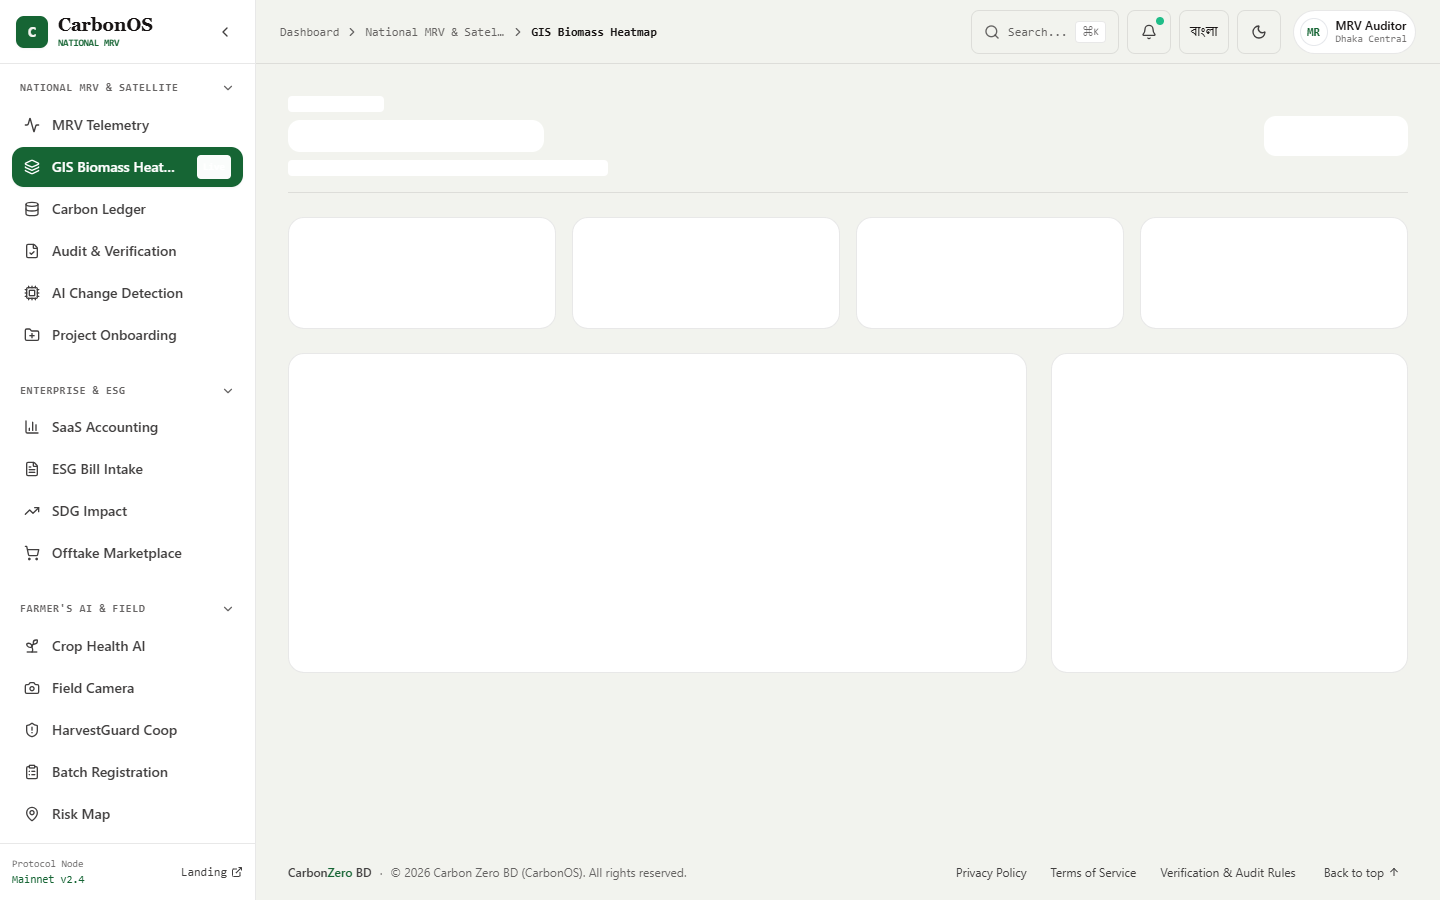 C
CarbonOS
NATIONAL MRV
NATIONAL MRV & SATELLITE
MRV Telemetry
GIS Biomass Heat...
Carbon Ledger
Audit & Verification
AI Change Detection
Project Onboarding
ENTERPRISE & ESG
SaaS Accounting
ESG Bill Intake
SDG Impact
Offtake Marketplace
FARMER'S AI & FIELD
Crop Health AI
Field Camera
HarvestGuard Coop
Batch Registration
Risk Map
Protocol Node
Mainnet v2.4
Landing
Dashboard > National MRV & Satel… > GIS Biomass Heatmap
Search... ⌘K
বাংলা
MR
MRV Auditor
Dhaka Central
CarbonZero BD · © 2026 Carbon Zero BD (CarbonOS). All rights reserved.
Privacy Policy
Terms of Service
Verification & Audit Rules
Back to top ↑